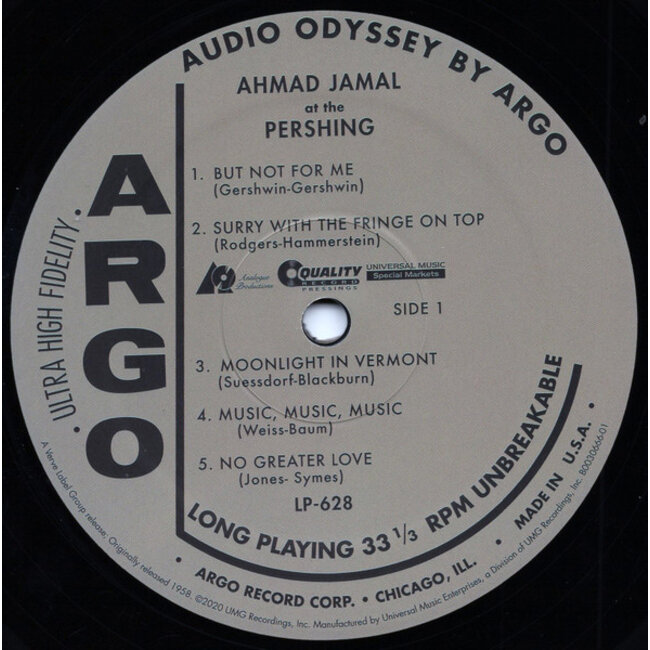 AUDIO ODYSSEY BY ARGO
AHMAD JAMAL
at the
PERSHING
1. BUT NOT FOR ME
(Gershwin-Gershwin)
2. SURRY WITH THE FRINGE ON TOP
(Rodgers-Hammerstein)
AP Analogue Productions
QUALITY
RECORD
PRESSINGS
UNIVERSAL MUSIC
Special Markets
SIDE 1
3. MOONLIGHT IN VERMONT
(Suessdorf-Blackburn)
4. MUSIC, MUSIC, MUSIC
(Weiss-Baum)
5. NO GREATER LOVE
(Jones- Symes)
LP-628
ARGO
• ULTRA HIGH FIDELITY •
LONG PLAYING 33 1/3 RPM UNBREAKABLE
• ARGO RECORD CORP. • CHICAGO, ILL. • MADE IN U.S.A. •
A Verve Label Group release; Originally released 1958. ©2020 UMG Recordings, Inc. Manufactured by Universal Music Enterprises, a Division of UMG Recordings, Inc. B0030666-01